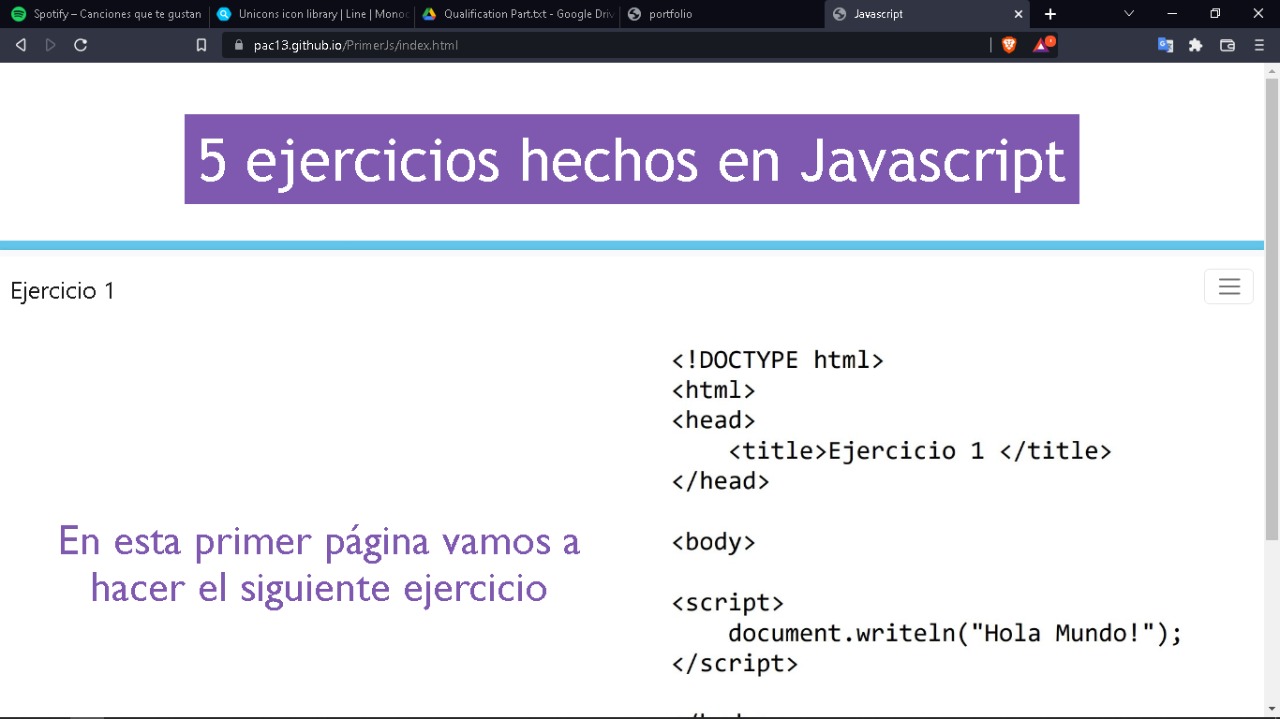 Spotify – Canciones que te gustan
Unicons icon library | Line | Mono
Qualification Part.txt - Google Driv
portfolio
Javascript
pac13.github.io/PrimerJs/index.html
5 ejercicios hechos en Javascript
Ejercicio 1
<!DOCTYPE html>
<html>
<head>
<title>Ejercicio 1 </title>
</head>
En esta primer página vamos a
hacer el siguiente ejercicio
<body>
<script>
document.writeln("Hola Mundo!");
</script>